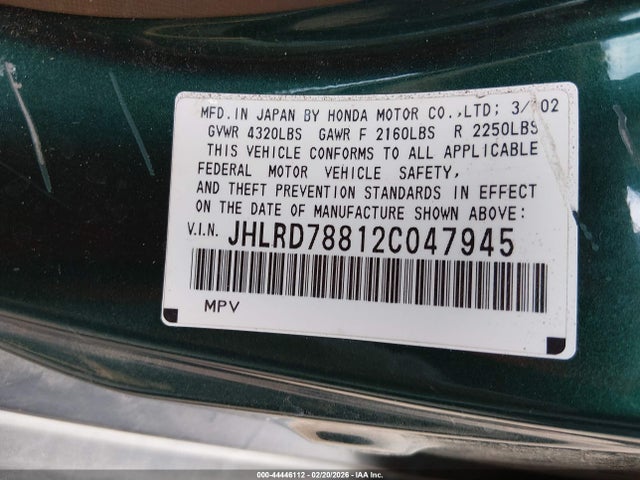 MFD. IN JAPAN BY HONDA MOTOR CO.,LTD; 3/02
GVWR 4320LBS GAWR F 2160LBS R 2250LBS
THIS VEHICLE CONFORMS TO ALL APPLICABLE
FEDERAL MOTOR VEHICLE SAFETY,
AND THEFT PREVENTION STANDARDS IN EFFECT
ON THE DATE OF MANUFACTURE SHOWN ABOVE:
V.I.N. JHLRD78812C047945
MPV
000-44446112 - 02/20/2026 - IAA Inc.